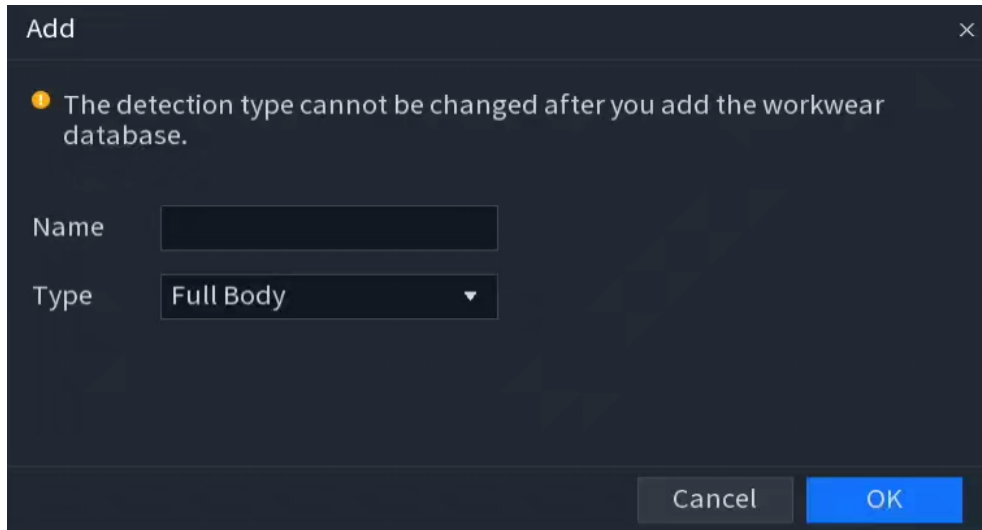 Add
The detection type cannot be changed after you add the workwear
database.
Name
Type Full Body
Cancel OK